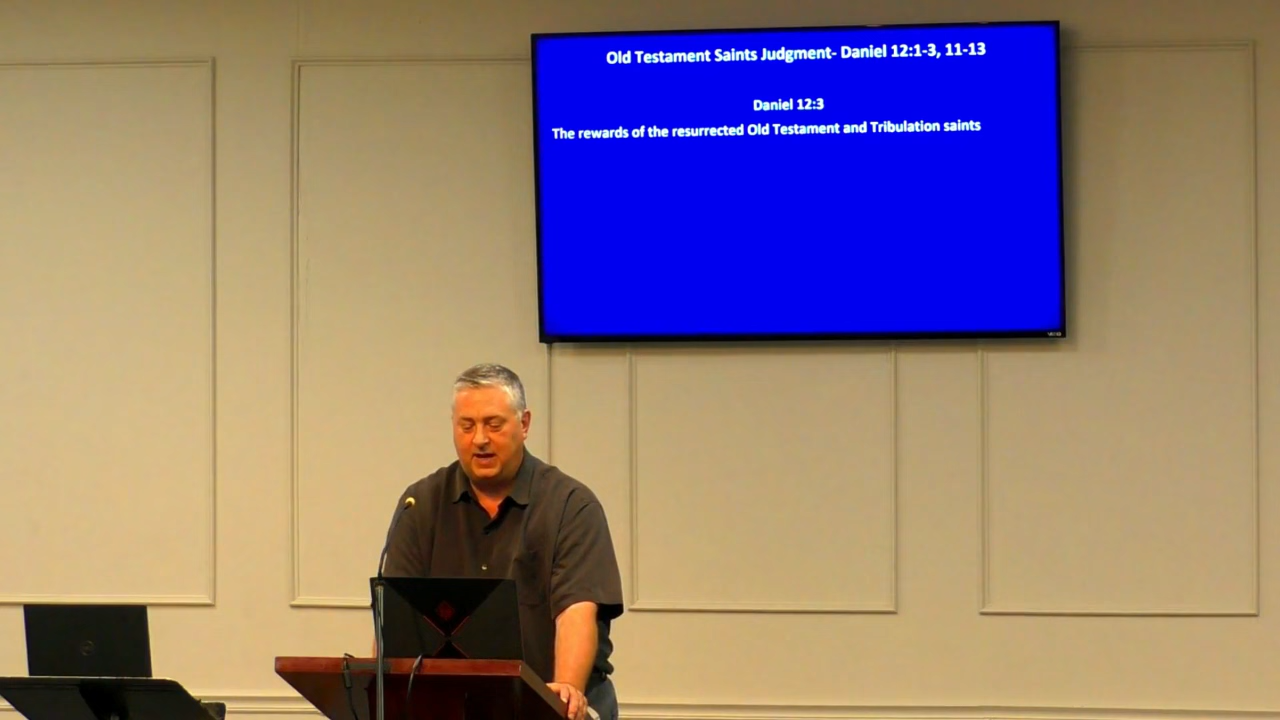 Old Testament Saints Judgment- Daniel 12:1-3, 11-13
Daniel 12:3
The rewards of the resurrected Old Testament and Tribulation saints